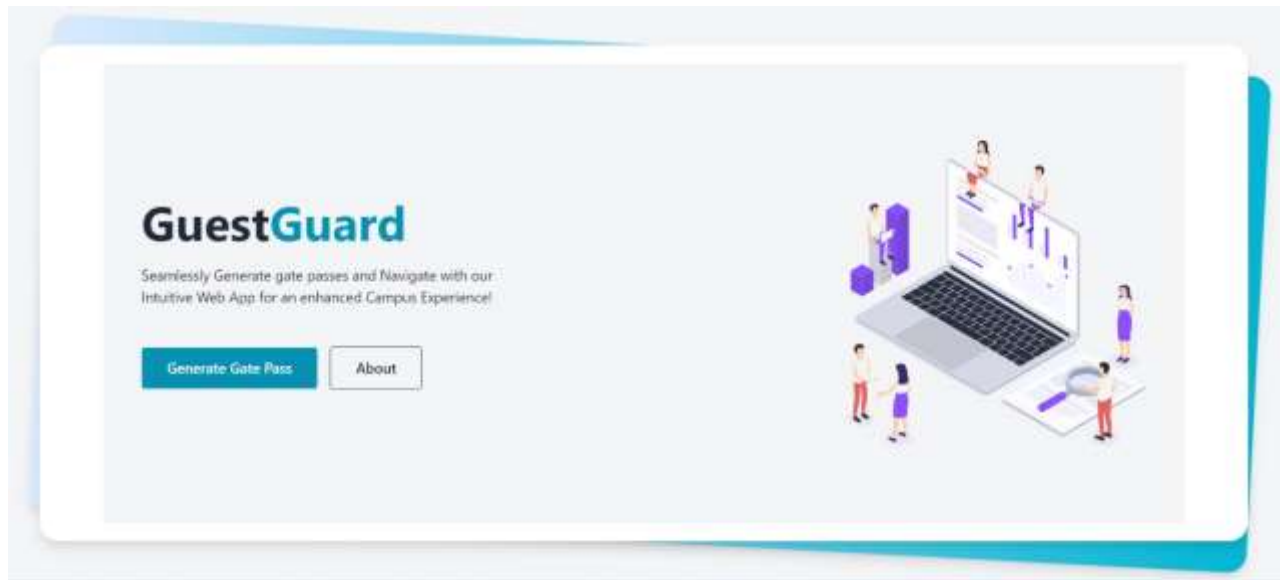 GuestGuard
Seamlessly Generate gate passes and Navigate with our
Intuitive Web App for an enhanced Campus Experience!
Generate Gate Pass
About